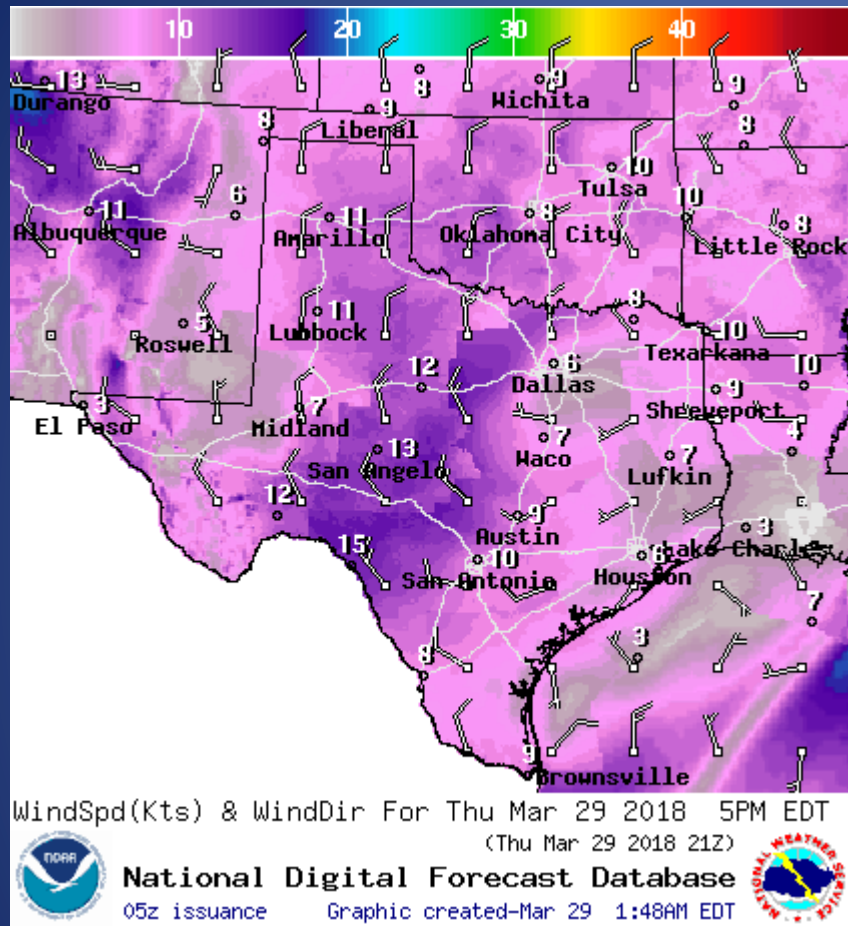 10 20 30 40
13 8 9 9
Durango Wichita
8 9 8
Liberal
10
Tulsa
11 6 11 8 10 8
Albuquerque Amarillo Oklahoma City Little Rock
5 11 8 10
Roswell Lubbock Texarkana
12 6 9 10
Dallas
3 7 Shreveport
El Paso Midland
13 7 7 4
San Angelo Waco Lufkin
12 9 3
Austin Lake Charles
15 10 6
San Antonio Houston
7
8 3
9
Brownsville
WindSpd(Kts) & WindDir For Thu Mar 29 2018 5PM EDT
(Thu Mar 29 2018 21Z)
NOAA
National Digital Forecast Database
NATIONAL WEATHER SERVICE
05z issuance Graphic created-Mar 29 1:48AM EDT